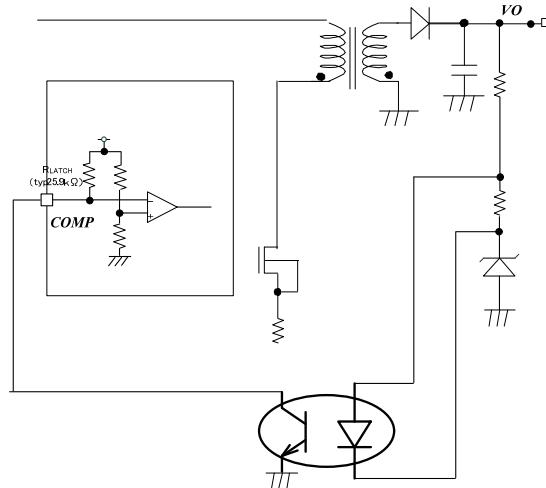 VO
RLATCH
(typ25.9kΩ)
COMP
−
+